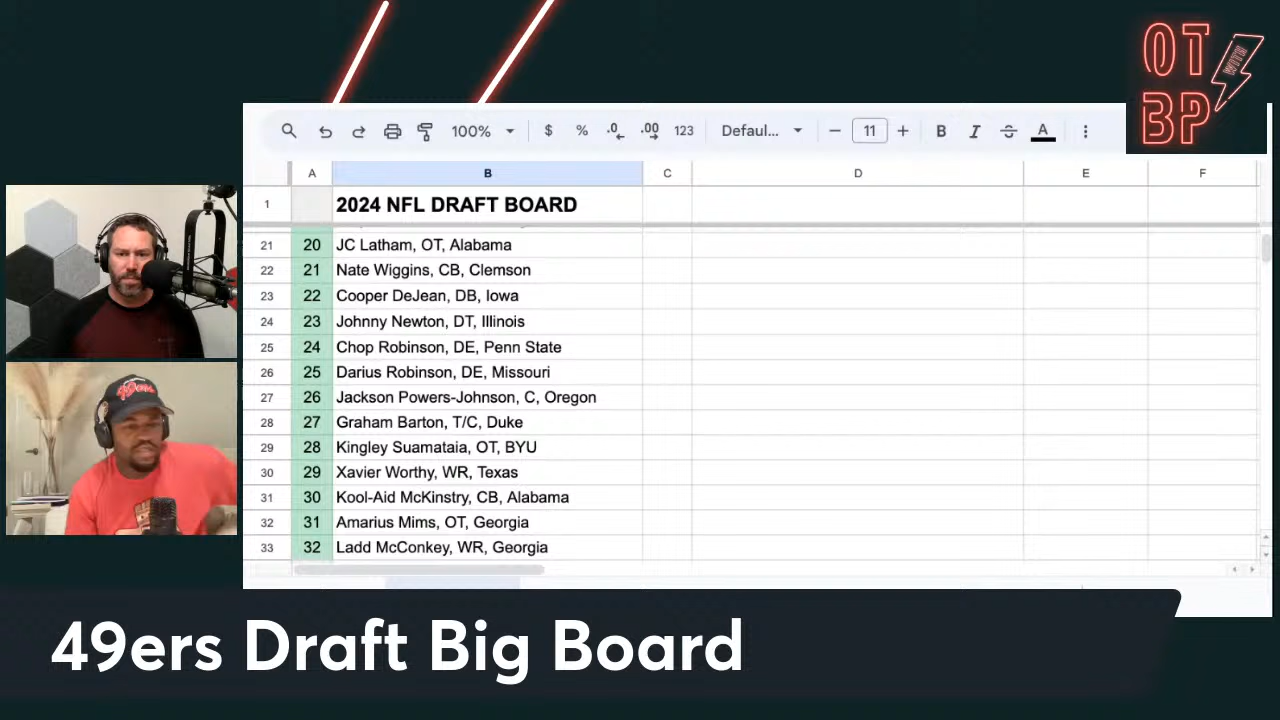 OT
BP
100%
$
%
.0
.00
123
Defaul...
11
B
I
S
A
A
B
C
D
E
F
1
2024 NFL DRAFT BOARD
21 20 JC Latham, OT, Alabama
22 21 Nate Wiggins, CB, Clemson
23 22 Cooper DeJean, DB, Iowa
24 23 Johnny Newton, DT, Illinois
25 24 Chop Robinson, DE, Penn State
26 25 Darius Robinson, DE, Missouri
27 26 Jackson Powers-Johnson, C, Oregon
28 27 Graham Barton, T/C, Duke
29 28 Kingley Suamataia, OT, BYU
30 29 Xavier Worthy, WR, Texas
31 30 Kool-Aid McKinstry, CB, Alabama
32 31 Amarius Mims, OT, Georgia
33 32 Ladd McConkey, WR, Georgia
49ers Draft Big Board